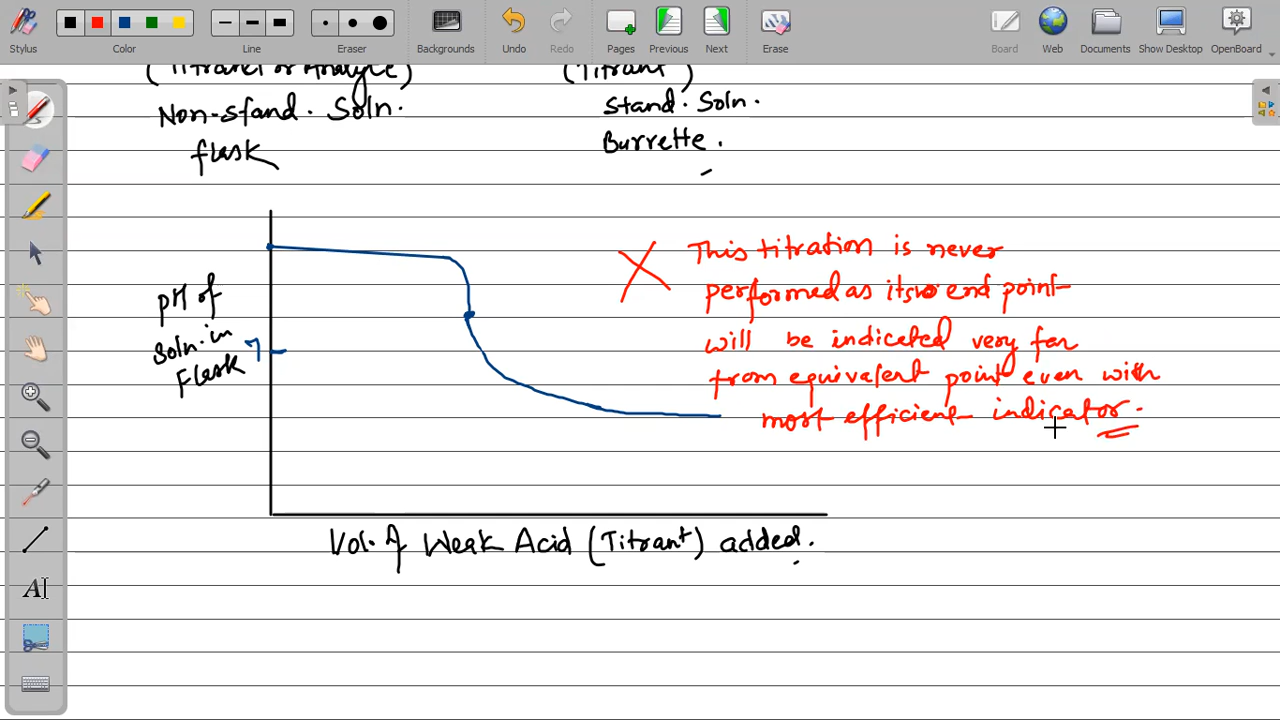 Stylus
Color
Line
Eraser
Backgrounds
Undo
Redo
Pages
Previous
Next
Erase
Board
Web
Documents
Show Desktop
OpenBoard
(Titrate or Analyte)
(Titrant)
Non-stand. Soln.
Stand. Soln.
flask
Burrette.
This titration is never
performed as its end point
will be indicated very far
from equivalent point even with
most efficient indicator.
pH of
Soln. in
Flask
7
Vol. of Weak Acid (Titrant) added.